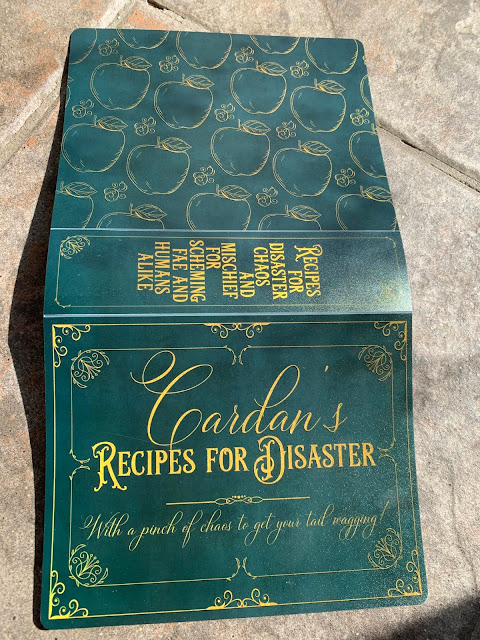 RECIPES
FOR
DISASTER
CHAOS
AND
MISCHIEF
FOR
SCHEMING
FAE AND
HUMANS
ALIKE
Cardan's
RECIPES FOR DISASTER
With a pinch of chaos to get your tail wagging!